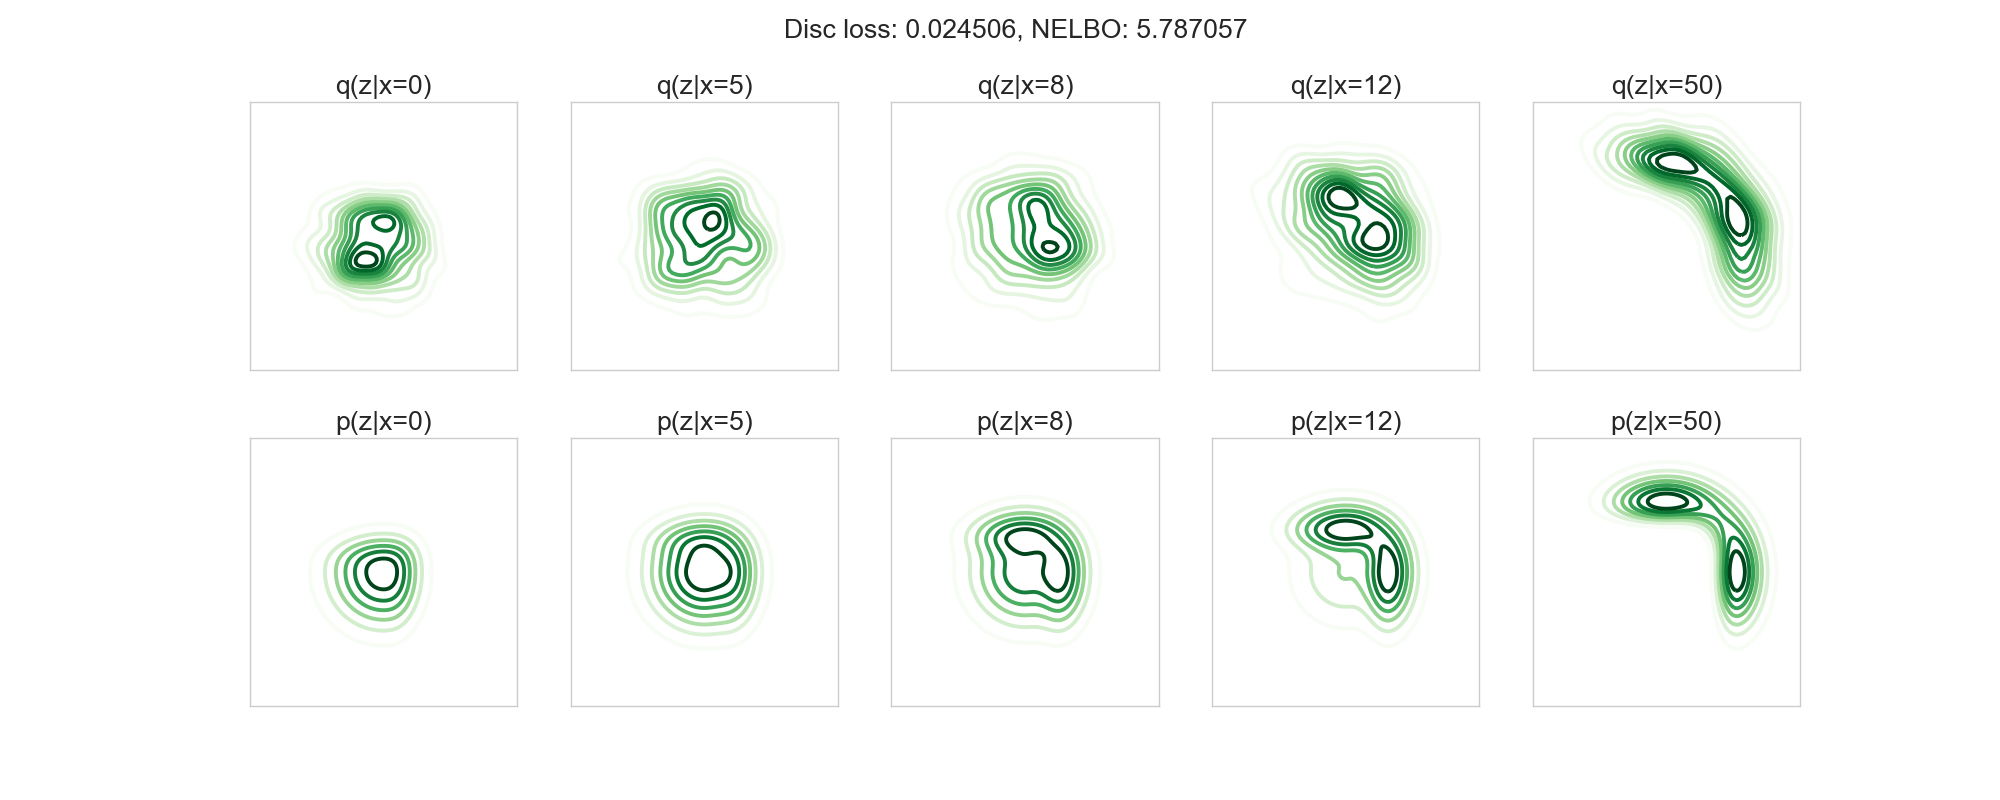 Disc loss: 0.024506, NELBO: 5.787057
q(z|x=0) q(z|x=5) q(z|x=8) q(z|x=12) q(z|x=50)
p(z|x=0) p(z|x=5) p(z|x=8) p(z|x=12) p(z|x=50)